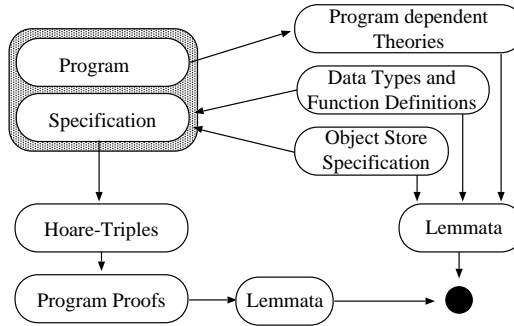 Program dependent
Theories
Program
Data Types and
Function Definitions
Specification
Object Store
Specification
Hoare-Triples
Lemmata
Program Proofs
Lemmata